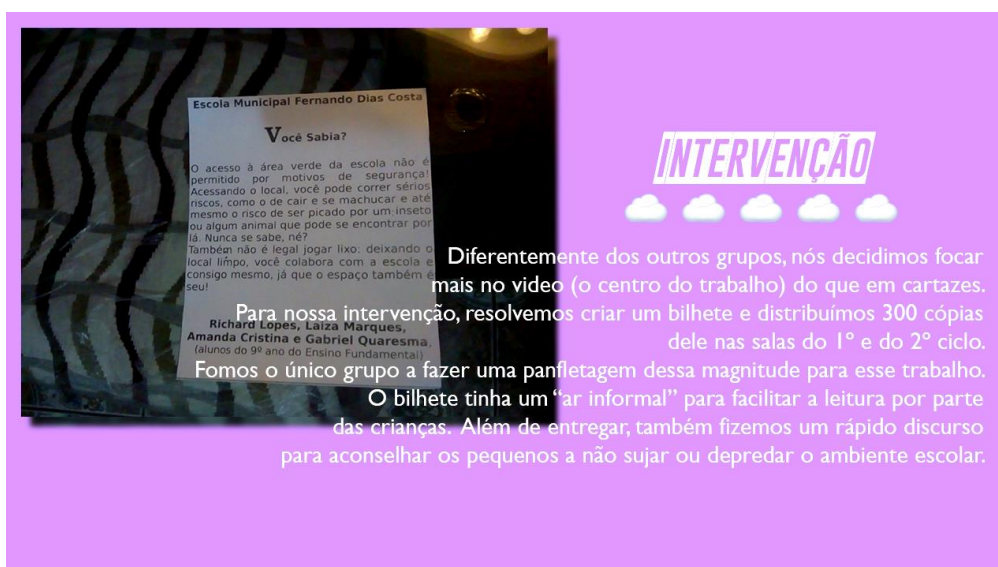 Escola Municipal Fernando Dias Costa
Você Sabia?
O acesso à área verde da escola não é
permitido por motivos de segurança!
Acessando o local, você pode correr sérios
riscos, como o de cair e se machucar e até
mesmo o risco de ser picado por um inseto
ou algum animal que pode se encontrar por
lá. Nunca se sabe, né?
Também não é legal jogar lixo: deixando o
local limpo, você colabora com a escola e
consigo mesmo, já que o espaço também é
seu!
Richard Lopes, Laiza Marques,
Amanda Cristina e Gabriel Quaresma.
(alunos do 9º ano do Ensino Fundamental)
INTERVENÇÃO
Diferentemente dos outros grupos, nós decidimos focar
mais no video (o centro do trabalho) do que em cartazes.
Para nossa intervenção, resolvemos criar um bilhete e distribuímos 300 cópias
dele nas salas do 1º e do 2º ciclo.
Fomos o único grupo a fazer uma panfletagem dessa magnitude para esse trabalho.
O bilhete tinha um “ar informal” para facilitar a leitura por parte
das crianças. Além de entregar, também fizemos um rápido discurso
para aconselhar os pequenos a não sujar ou depredar o ambiente escolar.